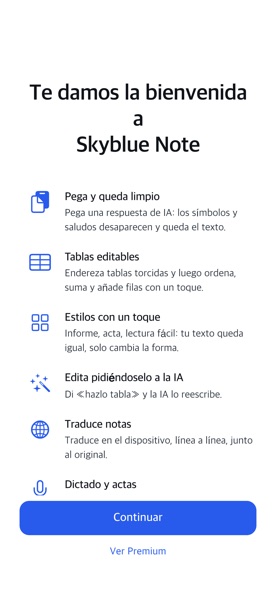 Te damos la bienvenida
a
Skyblue Note
Pega y queda limpio
Pega una respuesta de IA: los símbolos y
saludos desaparecen y queda el texto.
Tablas editables
Endereza tablas torcidas y luego ordena,
suma y añade filas con un toque.
Estilos con un toque
Informe, acta, lectura fácil: tu texto queda
igual, solo cambia la forma.
Edita pidiéndoselo a la IA
Di ≪hazlo tabla≫ y la IA lo reescribe.
Traduce notas
Traduce en el dispositivo, línea a línea, junto
al original.
Dictado y actas
Continuar
Ver Premium